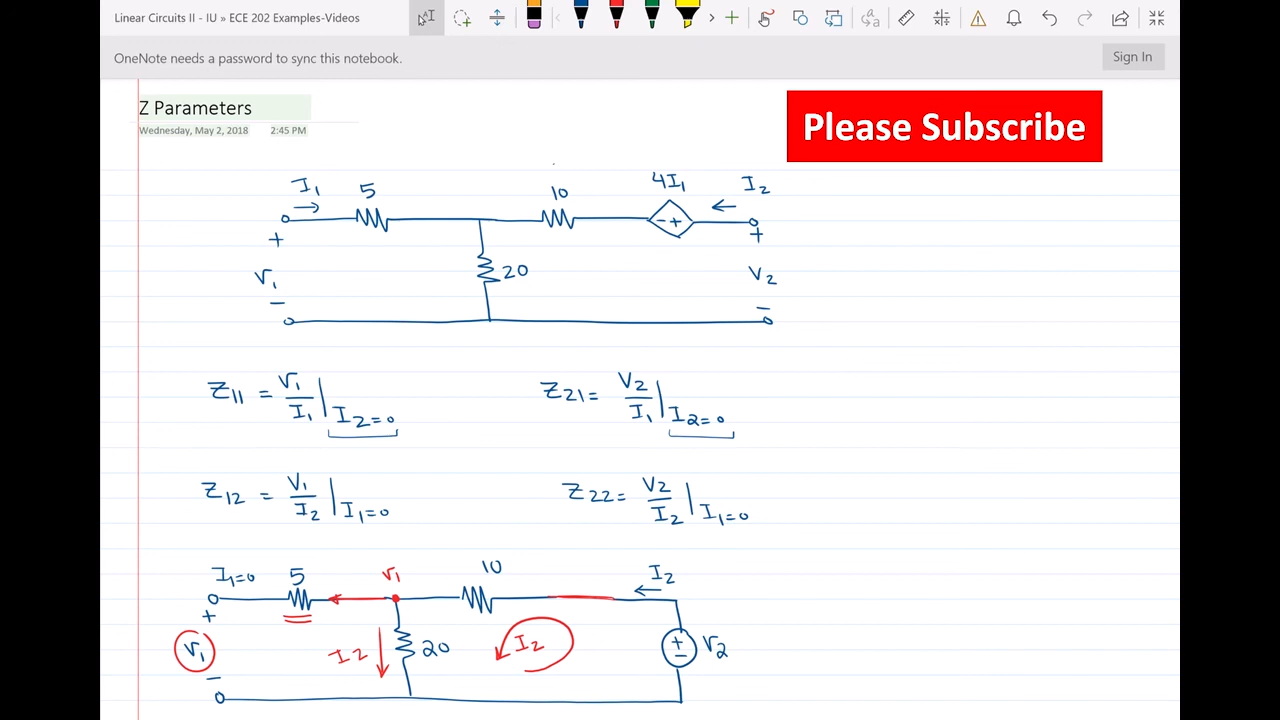 Linear Circuits II - IU » ECE 202 Examples-Videos
OneNote needs a password to sync this notebook.
Sign In
Z Parameters
Wednesday, May 2, 2018 2:45 PM
Please Subscribe
I1 5 10 4I1 I2
- +
+ +
V1 20 V2
- -
Z11 = V1/I1 | I2=0 Z21= V2/I1 | I2=0
Z12 = V1/I2 | I1=0 Z22= V2/I2 | I1=0
I1=0 5 V1 10 I2
+
V1 I2 20 I2 + - V2
-